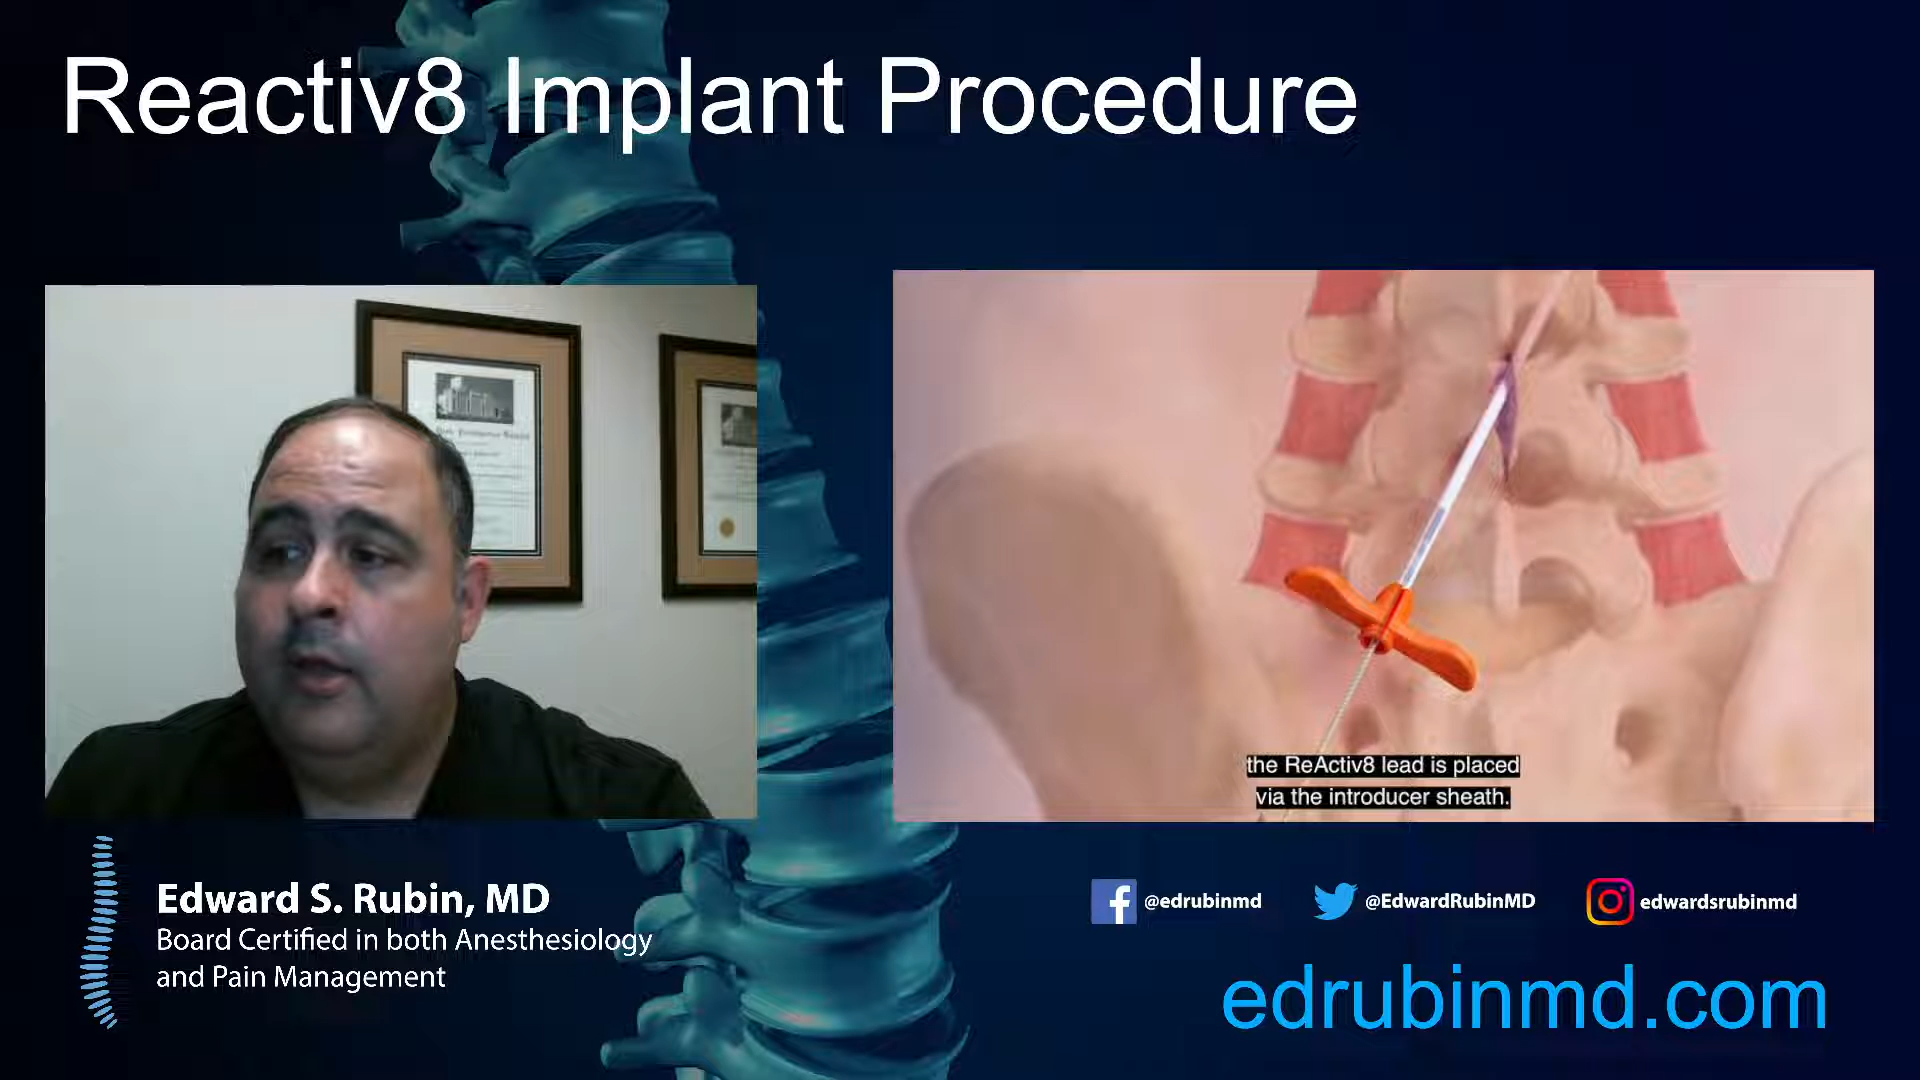 Reactiv8 Implant Procedure
the ReActiv8 lead is placed
via the introducer sheath.
Edward S. Rubin, MD
Board Certified in both Anesthesiology
and Pain Management
@edrubinmd
@EdwardRubinMD
edwardsrubinmd
edrubinmd.com